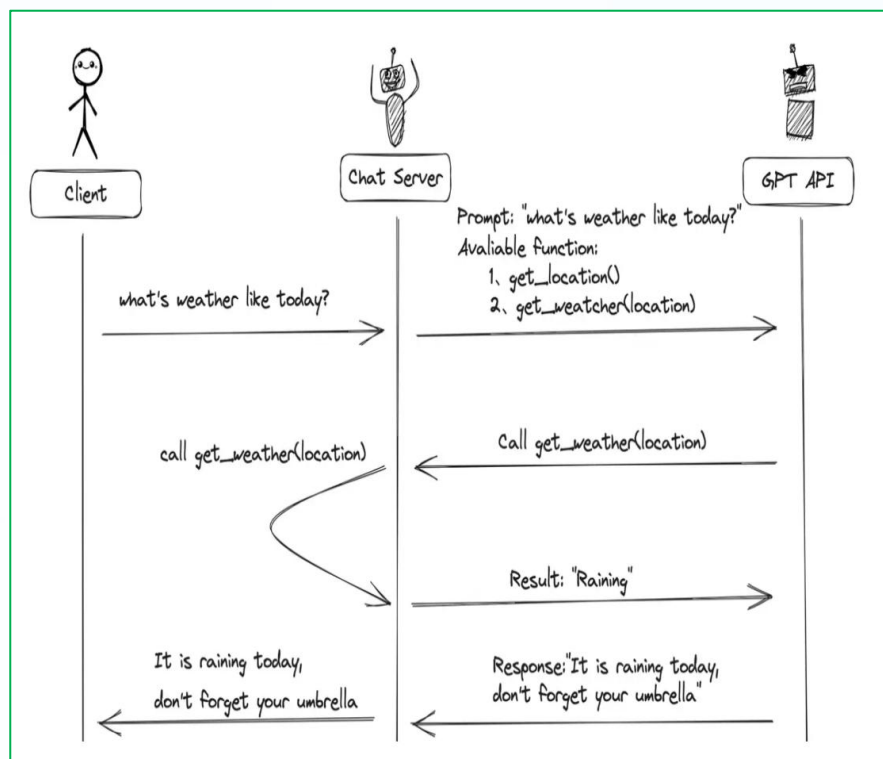 Client
Chat Server
GPT API
Prompt: "what's weather like today?"
Avaliable function:
1、get_location()
2、get_weatcher(location)
what's weather like today?
call get_weather(location)
Call get_weather(location)
Result: "Raining"
It is raining today,
don't forget your umbrella
Response:"It is raining today,
don't forget your umbrella"